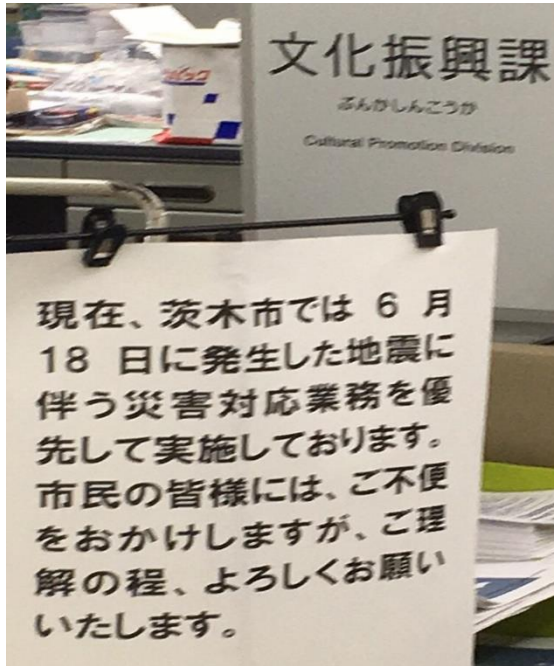 文化振興課
ぶんかしんこうか
Cultural Promotion Division
現在、茨木市では 6 月
18 日に発生した地震に
伴う災害対応業務を優
先して実施しております。
市民の皆様には、ご不便
をおかけしますが、ご理
解の程、よろしくお願い
いたします。